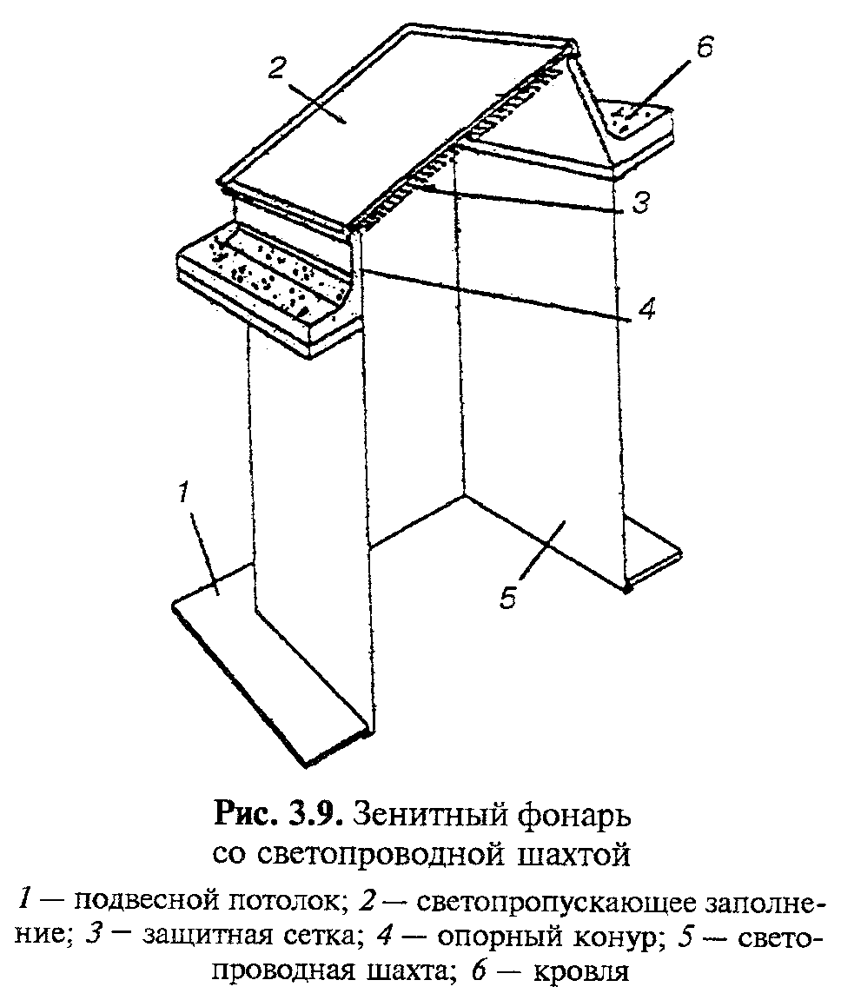 6
2
3
4
1
5
Рис. 3.9. Зенитный фонарь
со светопроводной шахтой
1 — подвесной потолок; 2 — светопропускающее заполне-
ние; 3 — защитная сетка; 4 — опорный конур; 5 — свето-
проводная шахта; 6 — кровля